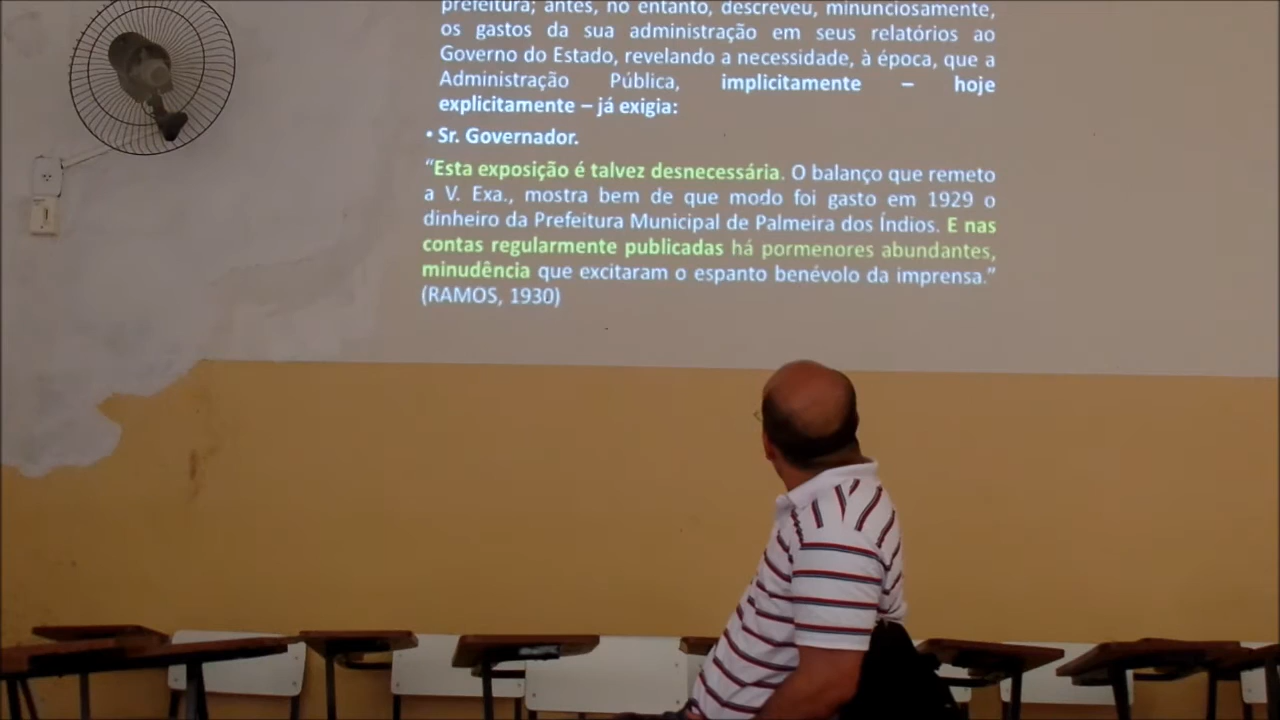 prefeitura; antes, no entanto, descreveu, minunciosamente,
os gastos da sua administração em seus relatórios ao
Governo do Estado, revelando a necessidade, à época, que a
Administração Pública, implicitamente – hoje
explicitamente – já exigia:
• Sr. Governador.
“Esta exposição é talvez desnecessária. O balanço que remeto
a V. Exa., mostra bem de que modo foi gasto em 1929 o
dinheiro da Prefeitura Municipal de Palmeira dos Índios. E nas
contas regularmente publicadas há pormenores abundantes,
minudência que excitaram o espanto benévolo da imprensa.”
(RAMOS, 1930)